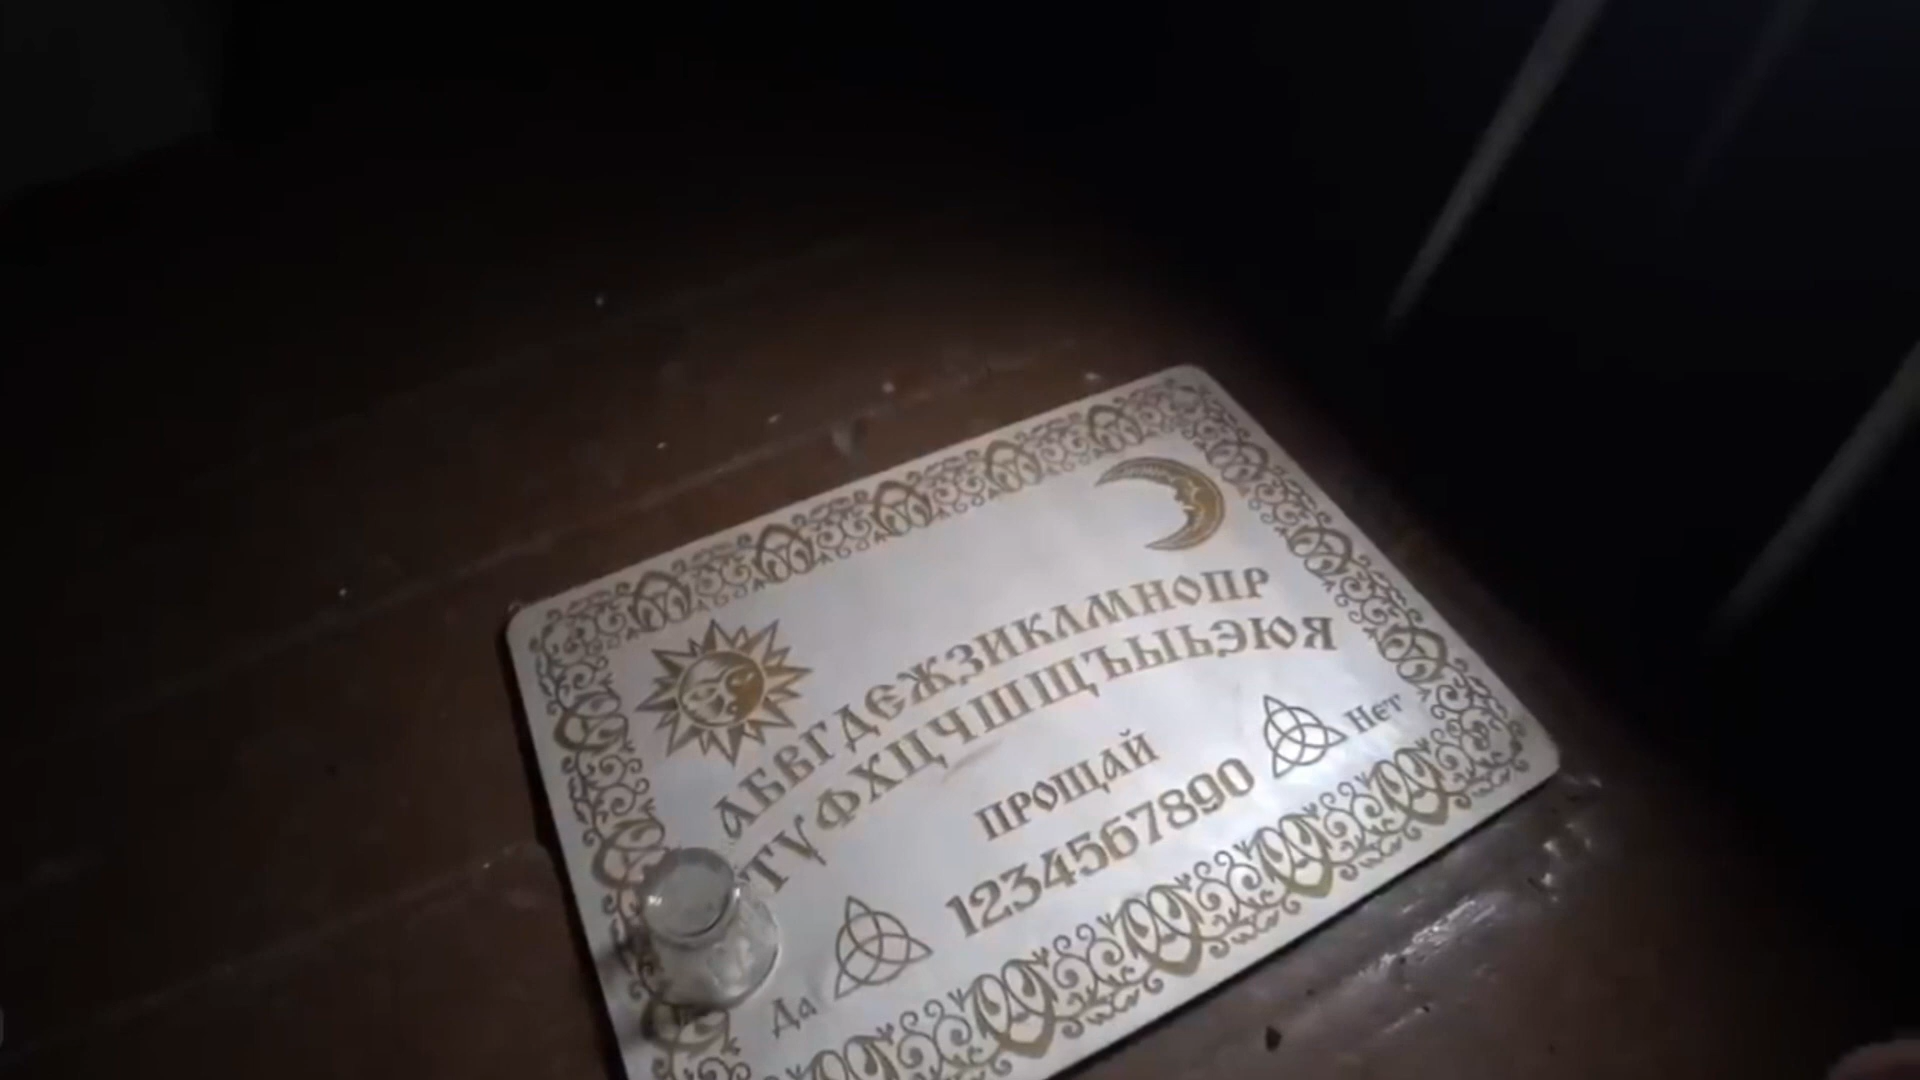 АБВГДЕЖЗИКЛМНОПР
ТУФХЦЧШЩЪЫЬЭЮЯ
ПРОЩАЙ
1234567890
Да
Нет